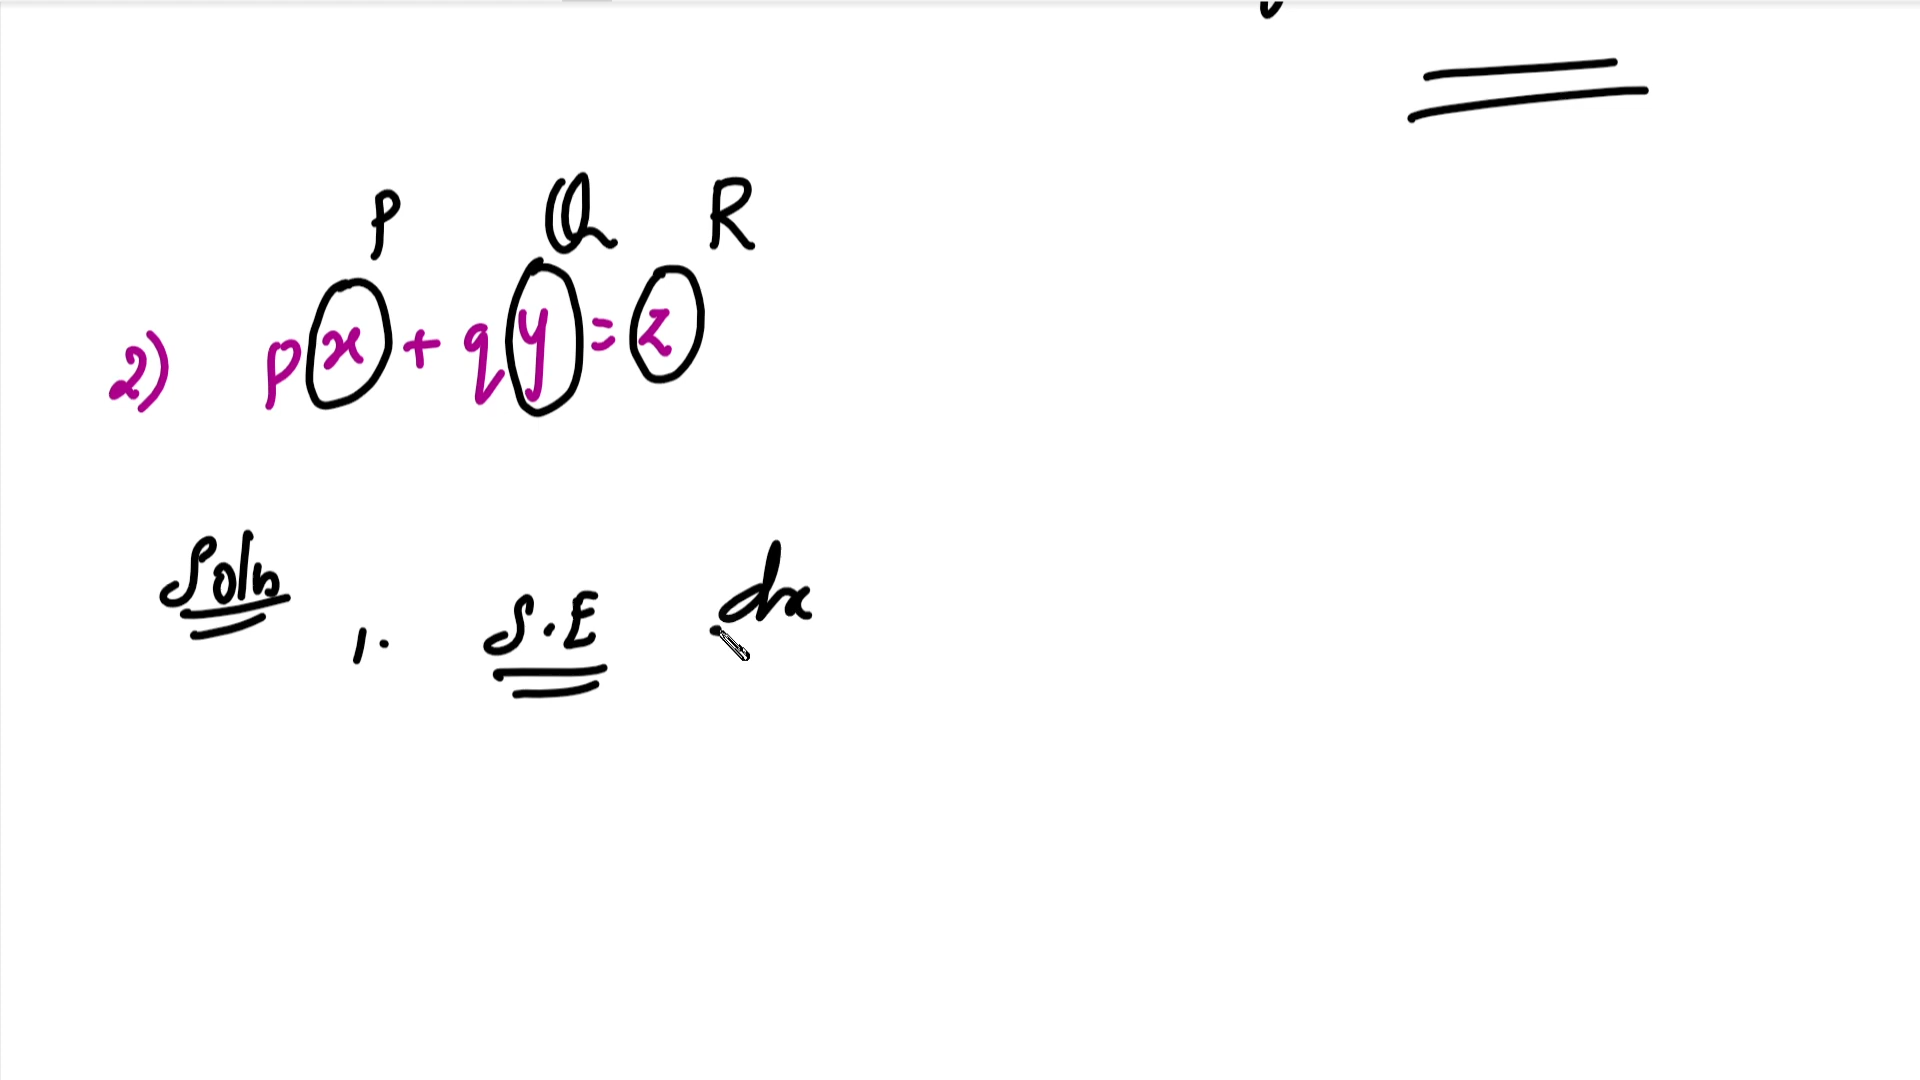 P Q R
2) px + qy = z
Soln
1. S.E dx